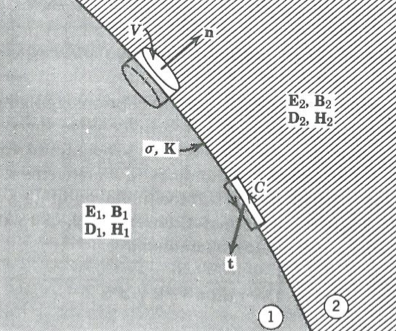 V
n
E₂, B₂
D₂, H₂
σ, K
C
E₁, B₁
D₁, H₁
t
1
2